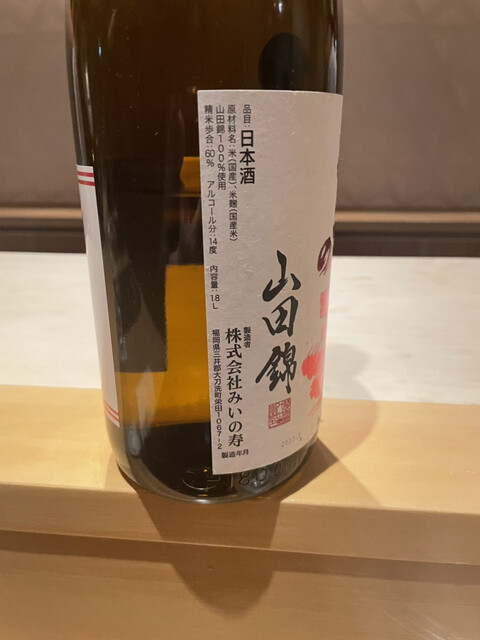 品目：日本酒
原材料名：米（国産）、米麹（国産米）
山田錦１００％使用
精米歩合：60％　アルコール分：14度　内容量：1.8L
の
山田錦
製造者
株式会社みいの寿
福岡県三井郡大刀洗町栄田1067-2
製造年月